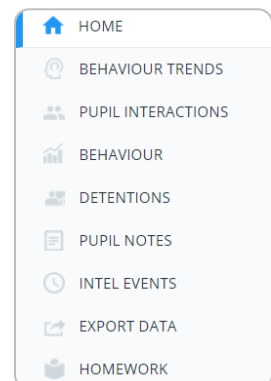 HOME
BEHAVIOUR TRENDS
PUPIL INTERACTIONS
BEHAVIOUR
DETENTIONS
PUPIL NOTES
INTEL EVENTS
EXPORT DATA
HOMEWORK